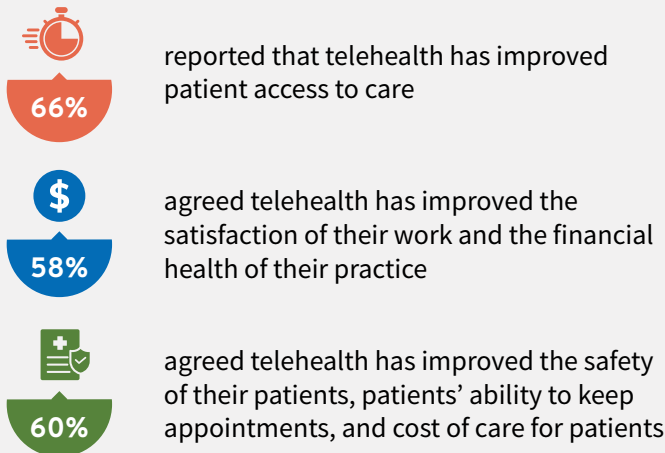 66%
reported that telehealth has improved
patient access to care
$
58%
agreed telehealth has improved the
satisfaction of their work and the financial
health of their practice
60%
agreed telehealth has improved the safety
of their patients, patients’ ability to keep
appointments, and cost of care for patients